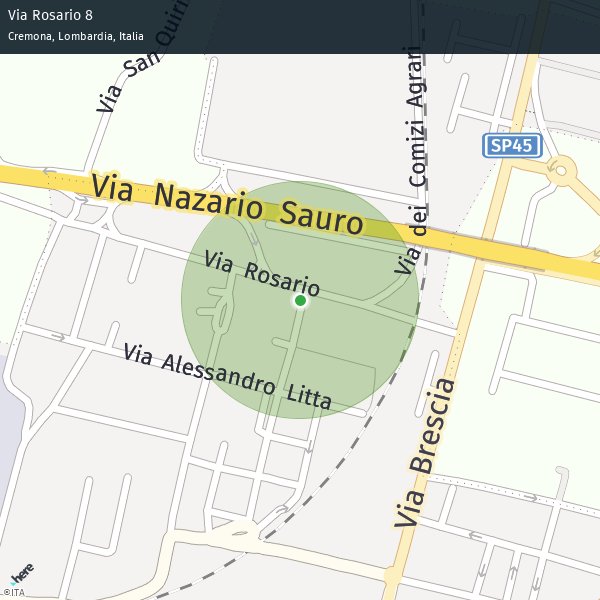 Via Rosario 8
Cremona, Lombardia, Italia
Via San Quiri
Via dei Comizi Agrari
SP45
Via Nazario Sauro
Via Rosario
Via Alessandro Litta
Via Brescia
here
©ITA